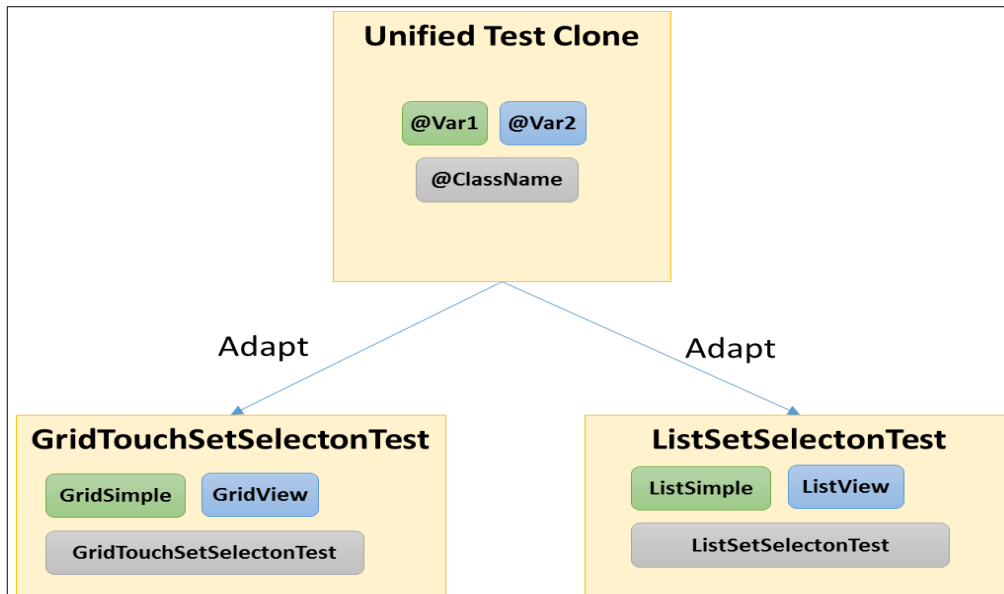 Unified Test Clone
@Var1 @Var2
@ClassName
Adapt
Adapt
GridTouchSetSelectonTest
GridSimple GridView
GridTouchSetSelectonTest
ListSetSelectonTest
ListSimple ListView
ListSetSelectonTest